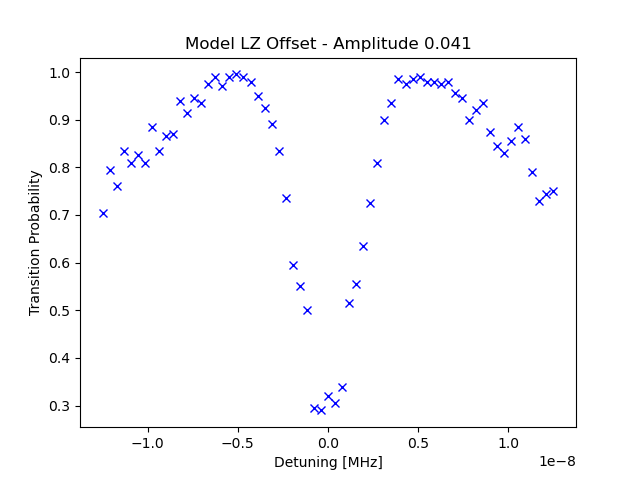 Model LZ Offset - Amplitude 0.041
Transition Probability
1.0
0.9
0.8
0.7
0.6
0.5
0.4
0.3
−1.0 −0.5 0.0 0.5 1.0
1e−8
Detuning [MHz]